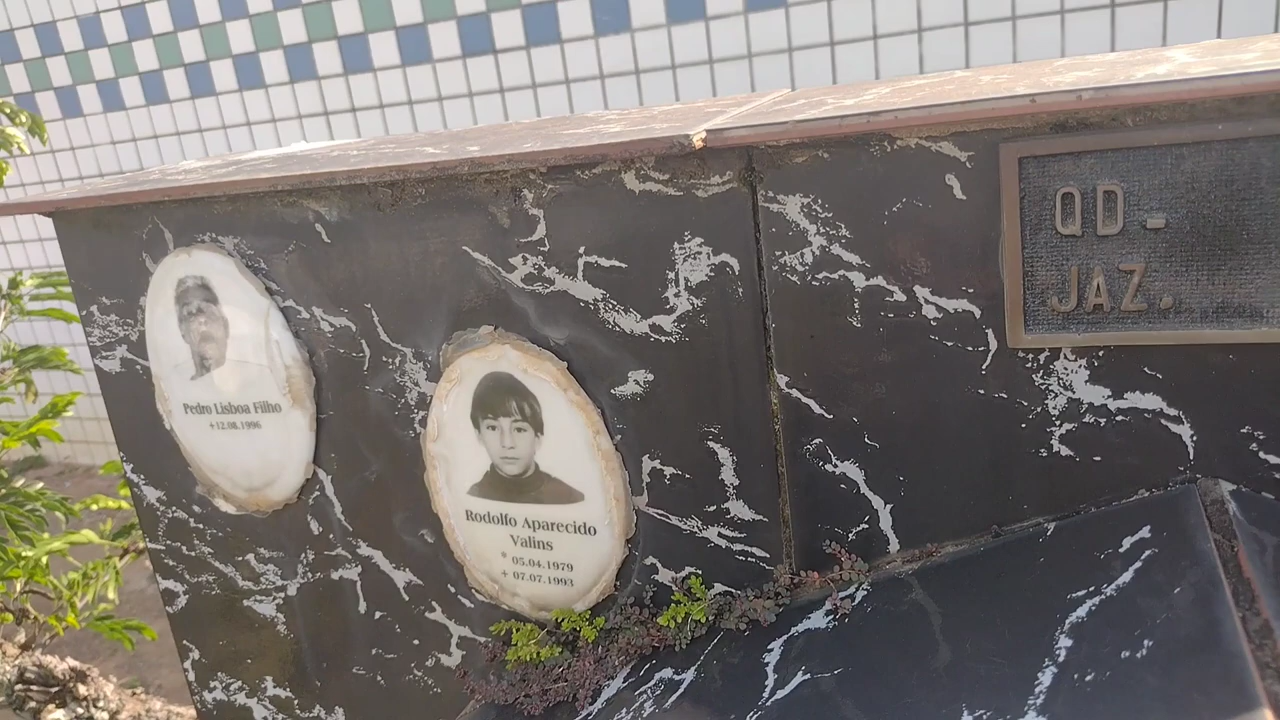 Pedro Lisboa Filho
+12.08.1996
Rodolfo Aparecido
Valins
* 05.04.1979
+ 07.07.1993
QD-
JAZ.